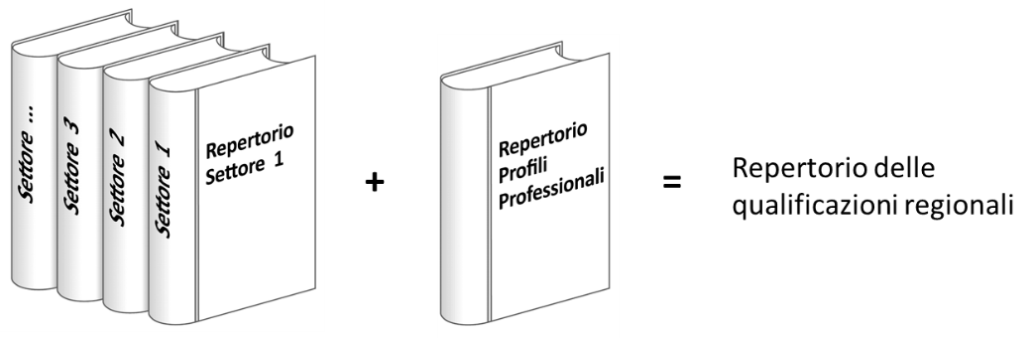 Settore ...
Settore 3
Settore 2
Settore 1
Repertorio
Settore 1
+
Repertorio
Profili
Professionali
=
Repertorio delle
qualificazioni regionali